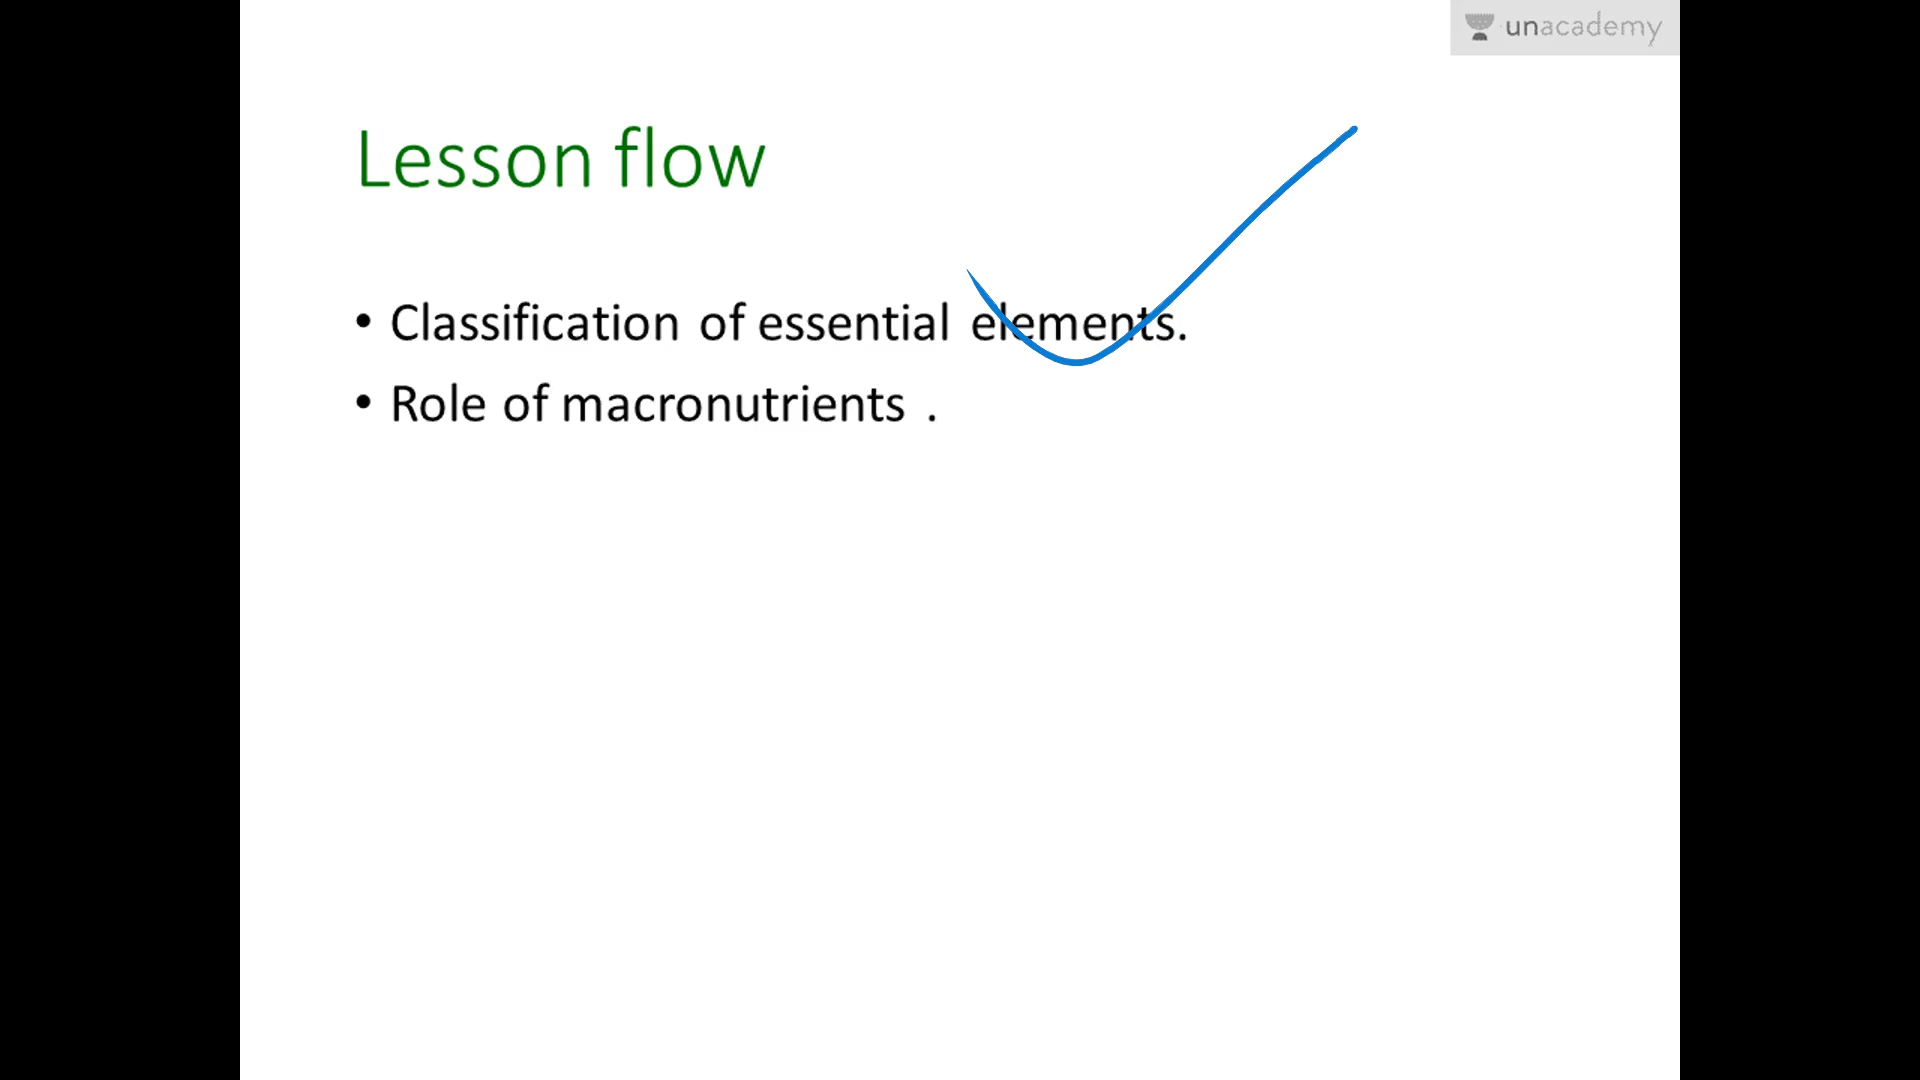 unacademy
Lesson flow
• Classification of essential elements.
• Role of macronutrients .